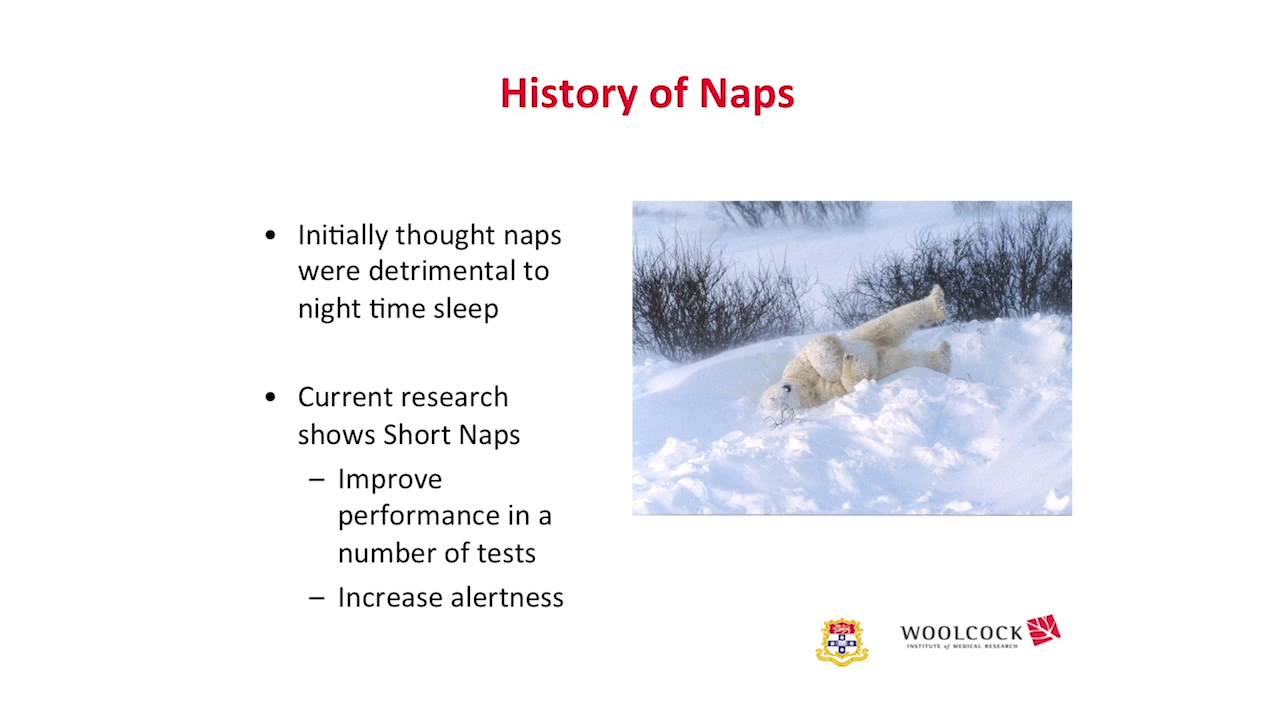 History of Naps
• Initially thought naps
were detrimental to
night time sleep
• Current research
shows Short Naps
– Improve
performance in a
number of tests
– Increase alertness
WOOLCOCK
INSTITUTE of MEDICAL RESEARCH